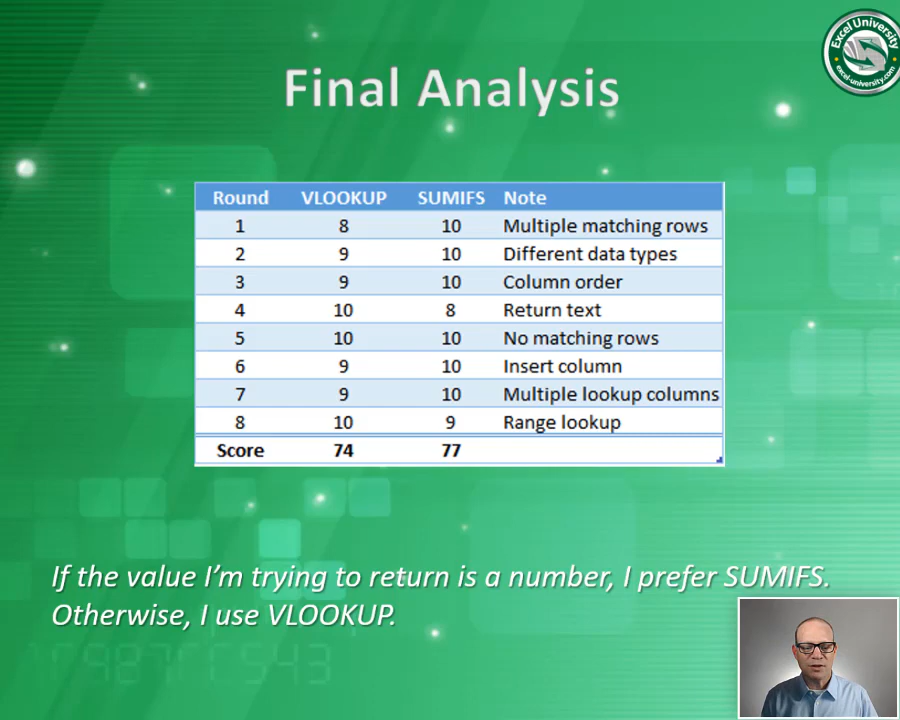 Excel University
excel-university.com
Final Analysis
Round VLOOKUP SUMIFS Note
1 8 10 Multiple matching rows
2 9 10 Different data types
3 9 10 Column order
4 10 8 Return text
5 10 10 No matching rows
6 9 10 Insert column
7 9 10 Multiple lookup columns
8 10 9 Range lookup
Score 74 77
If the value I'm trying to return is a number, I prefer SUMIFS.
Otherwise, I use VLOOKUP.